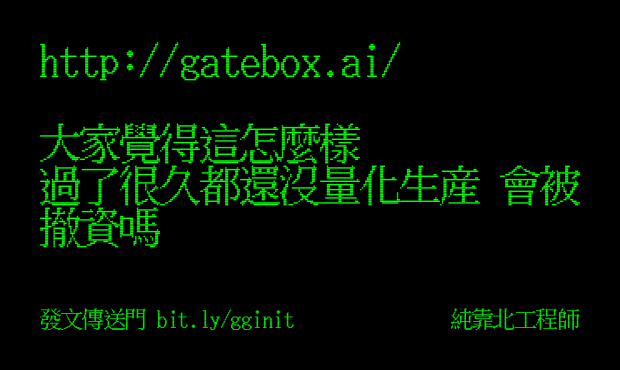 http://gatebox.ai/
大家覺得這怎麼樣
過了很久都還沒量化生産 會被
撤資嗎
發文傳送門 bit.ly/gginit
純靠北工程師